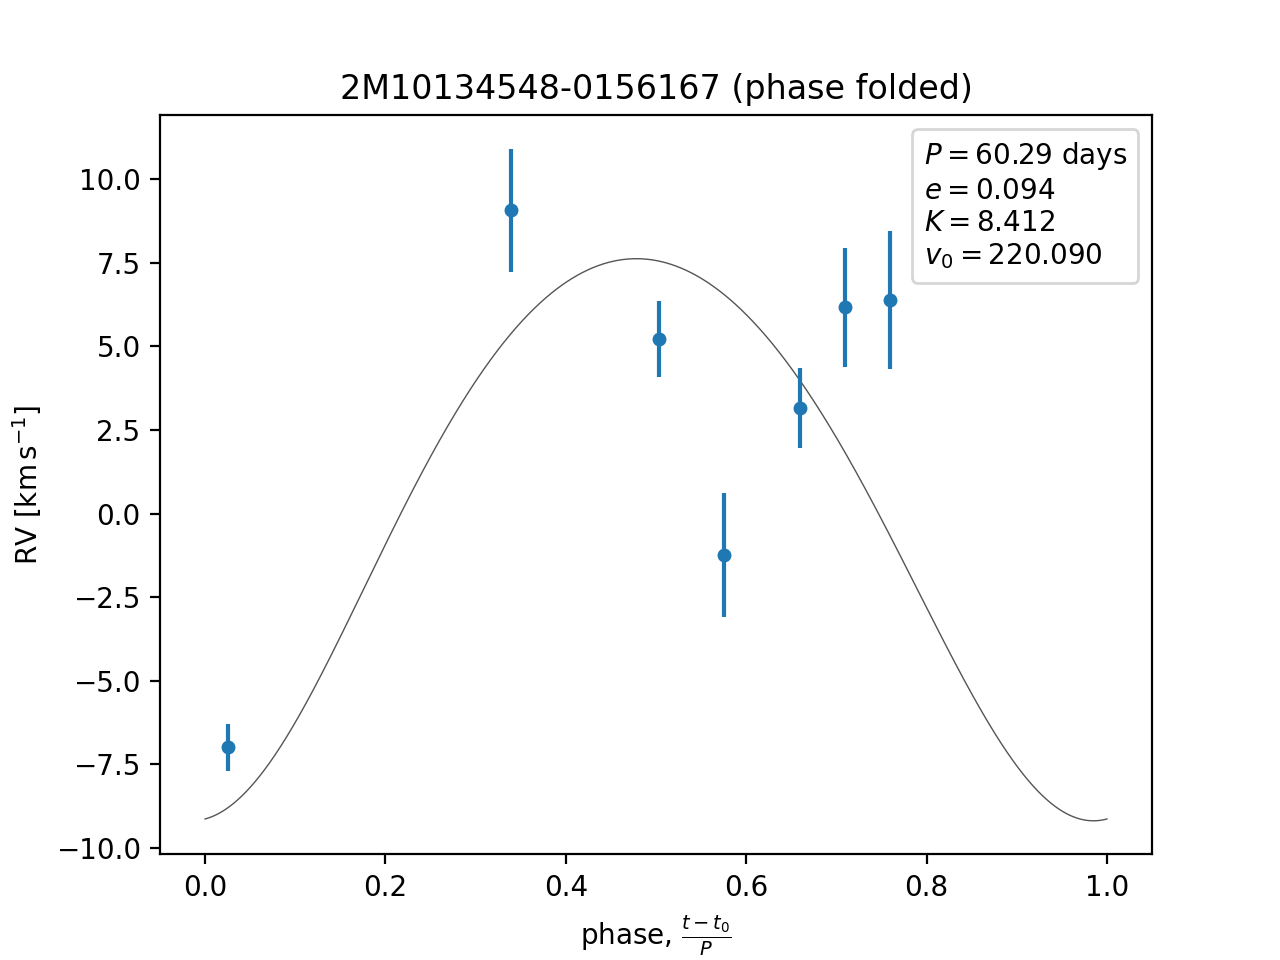 2M10134548-0156167 (phase folded)
P = 60.29 days
e = 0.094
K = 8.412
v₀ = 220.090
RV [km s⁻¹]
10.0
7.5
5.0
2.5
0.0
−2.5
−5.0
−7.5
−10.0
0.0 0.2 0.4 0.6 0.8 1.0
phase, (t − t₀)/P